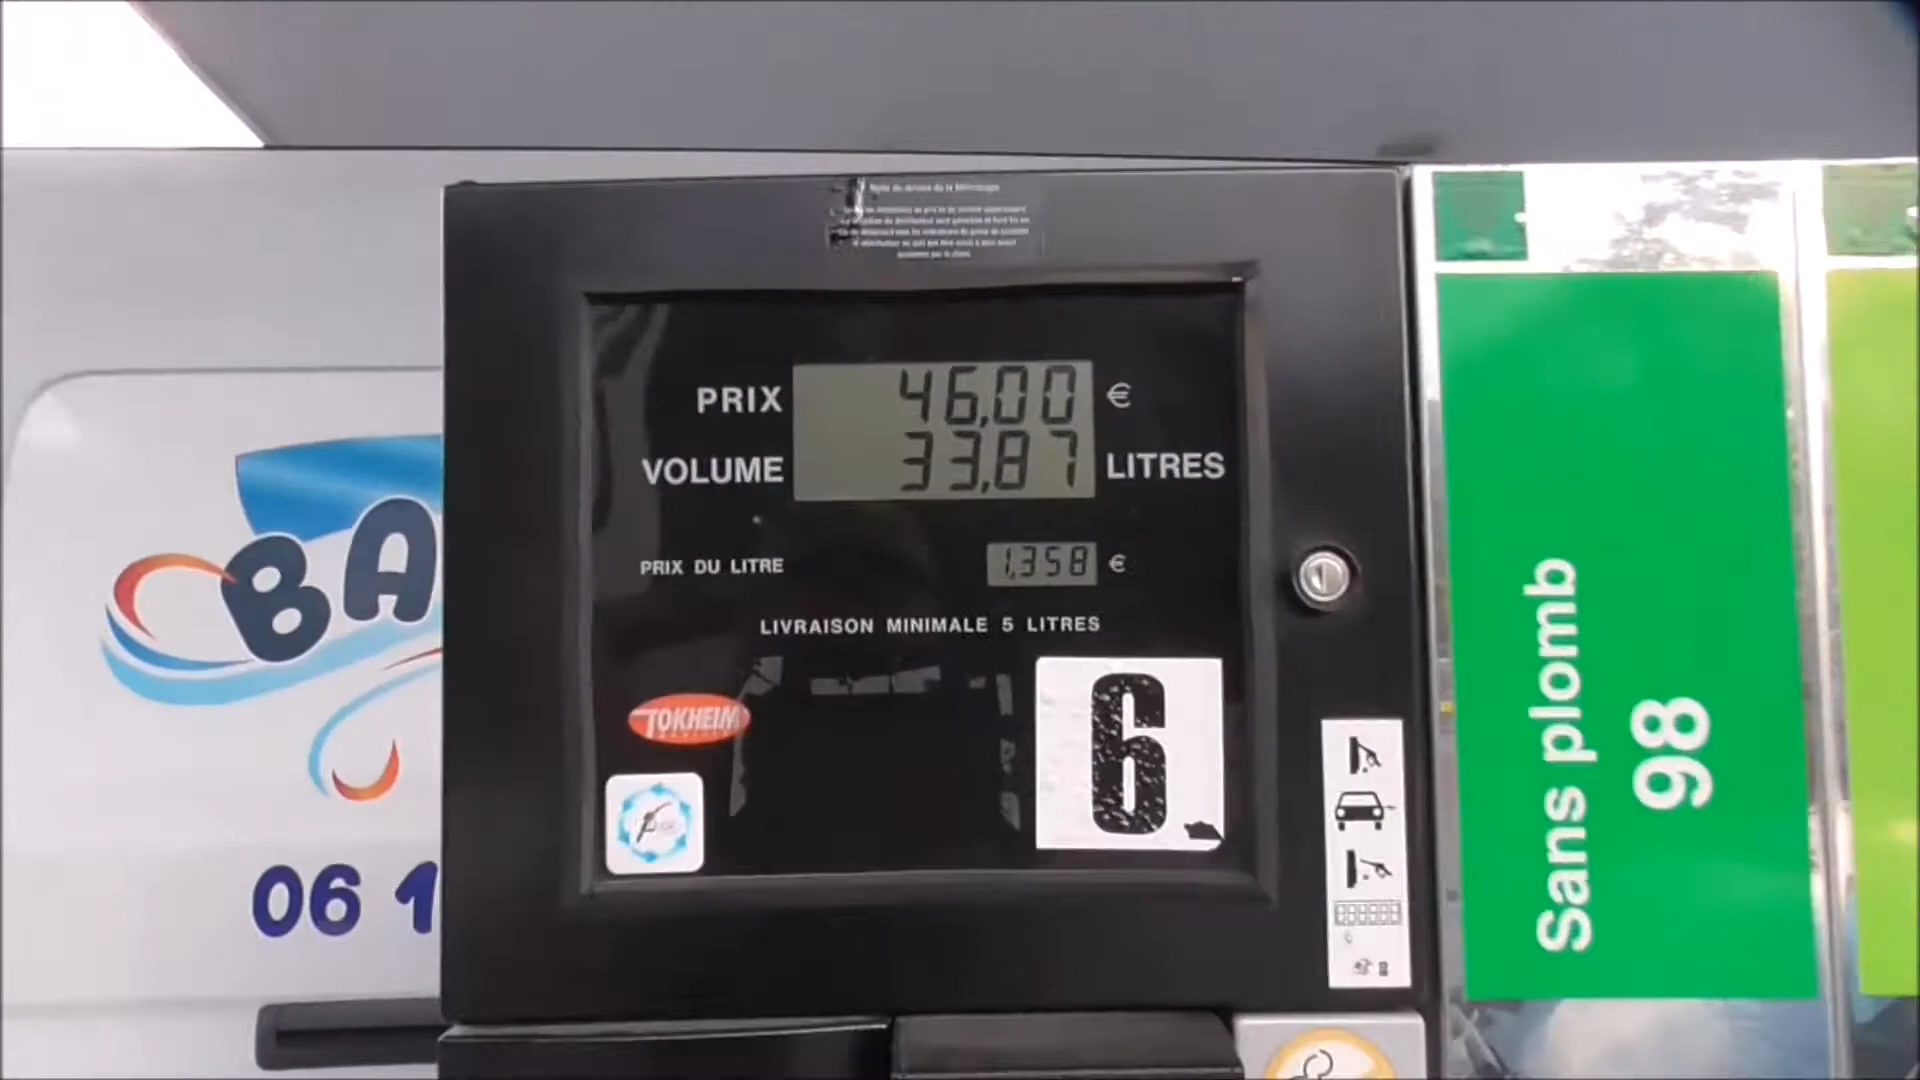 PRIX 46,00 €
VOLUME 33,87 LITRES
PRIX DU LITRE 1,358 €
LIVRAISON MINIMALE 5 LITRES
TOKHEIM
6
BA
06 1
Sans plomb
98